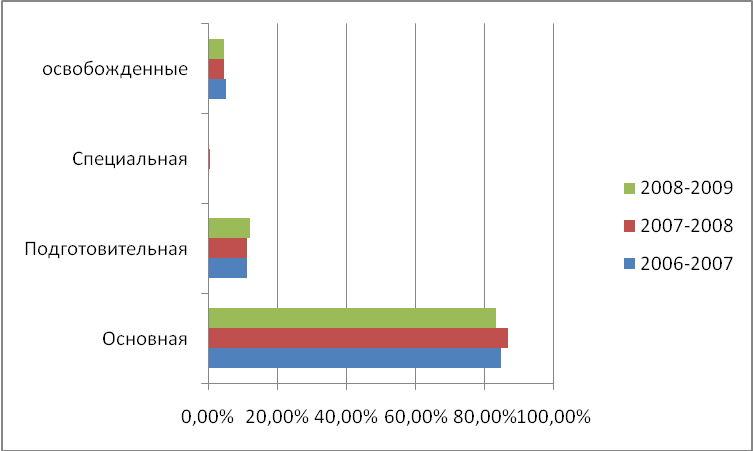 освобожденные
Специальная
Подготовительная
Основная
0,00% 20,00% 40,00% 60,00% 80,00% 100,00%
2008-2009
2007-2008
2006-2007